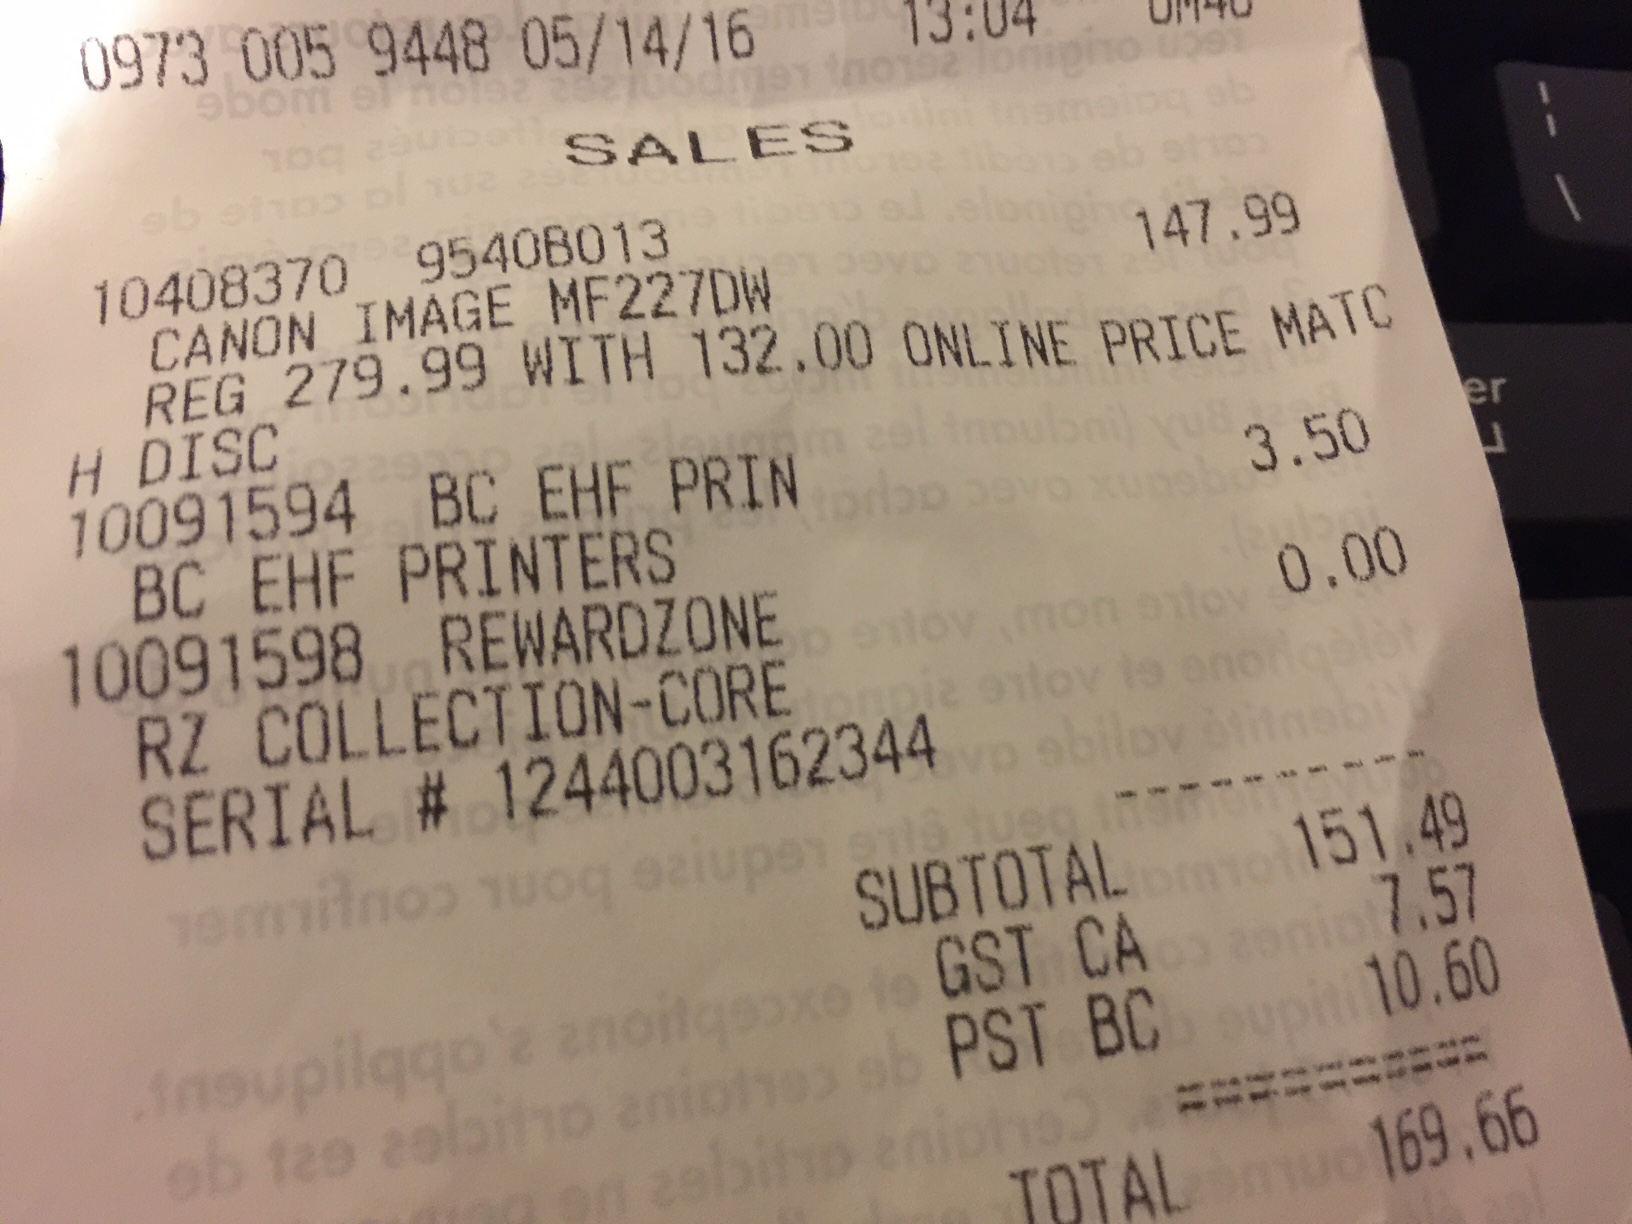 0973 005 9448 05/14/16 13:04
SALES
10408370 9540B013 147.99
CANON IMAGE MF227DW
REG 279.99 WITH 132.00 ONLINE PRICE MATC
H DISC
10091594 BC EHF PRIN 3.50
BC EHF PRINTERS
10091598 REWARDZONE 0.00
RZ COLLECTION-CORE
SERIAL # 1244003162344
----------
SUBTOTAL 151.49
GST CA 7.57
PST BC 10.60
==========
TOTAL 169.66
er